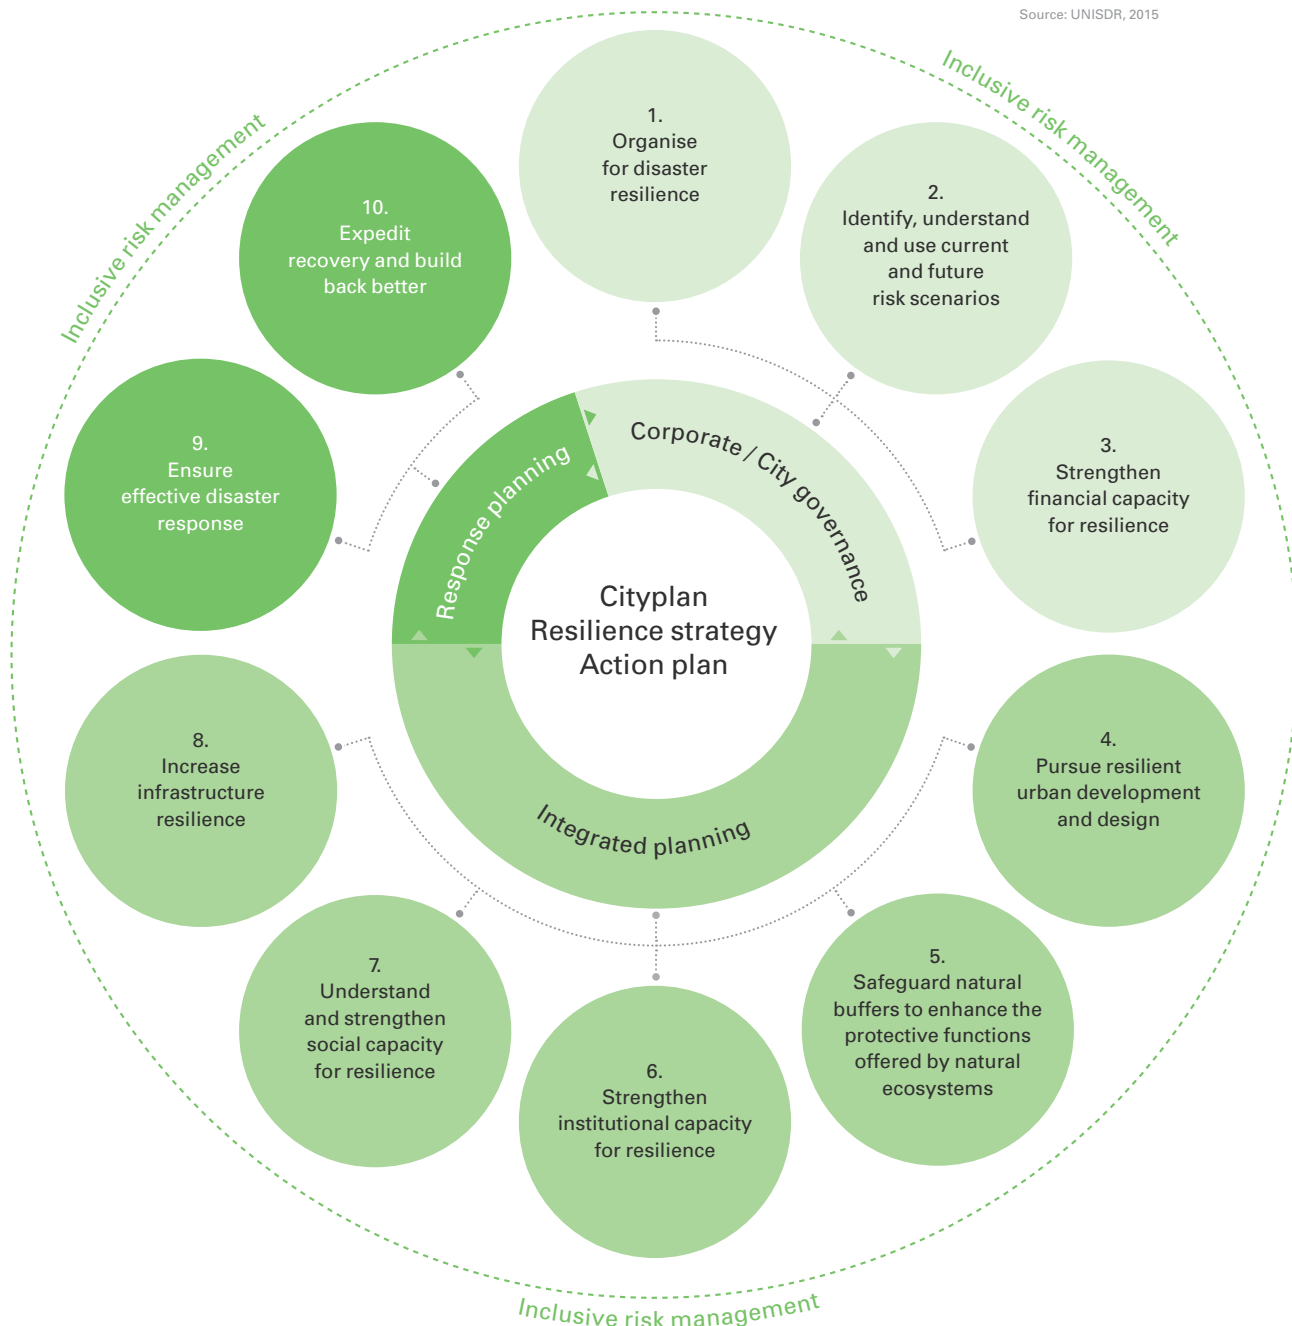 Source: UNISDR, 2015
Inclusive risk management
Inclusive risk management
1.
Organise
for disaster
resilience
2.
Identify, understand
and use current
and future
risk scenarios
3.
Strengthen
financial capacity
for resilience
4.
Pursue resilient
urban development
and design
5.
Safeguard natural
buffers to enhance the
protective functions
offered by natural
ecosystems
6.
Strengthen
institutional capacity
for resilience
7.
Understand
and strengthen
social capacity
for resilience
8.
Increase
infrastructure
resilience
9.
Ensure
effective disaster
response
10.
Expedit
recovery and build
back better
Response planning
Corporate / City governance
Integrated planning
Cityplan
Resilience strategy
Action plan
Inclusive risk management